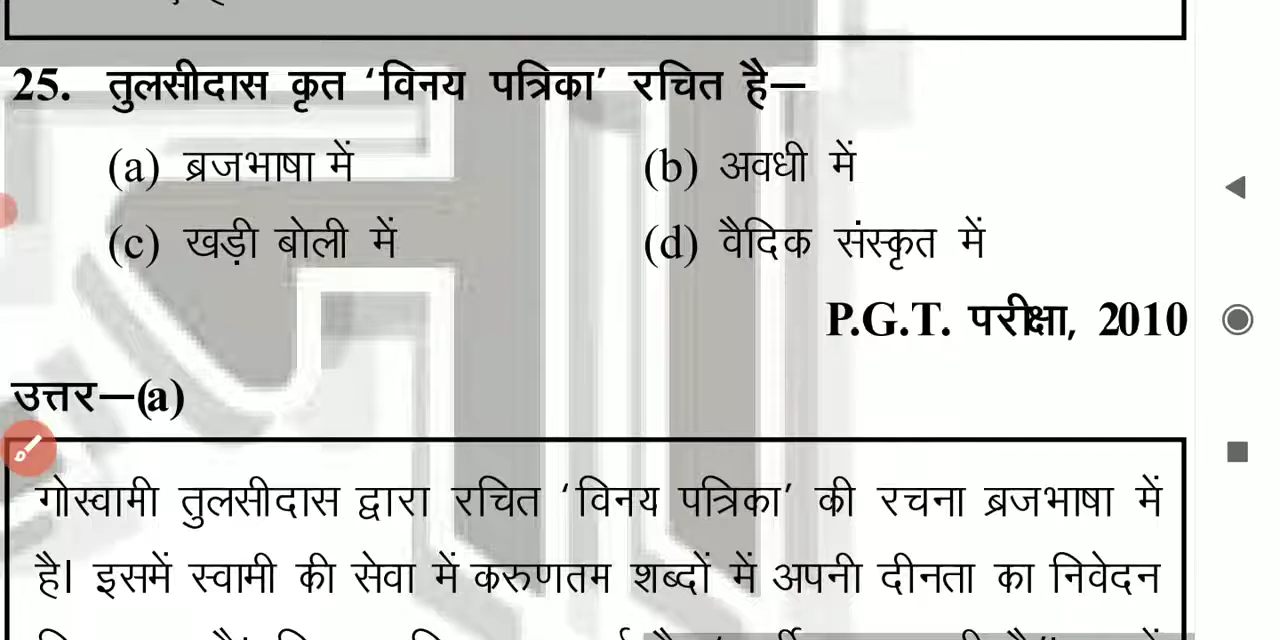 25. तुलसीदास कृत ‘विनय पत्रिका’ रचित है—
(a) ब्रजभाषा में (b) अवधी में
(c) खड़ी बोली में (d) वैदिक संस्कृत में
P.G.T. परीक्षा, 2010
उत्तर—(a)
गोस्वामी तुलसीदास द्वारा रचित ‘विनय पत्रिका’ की रचना ब्रजभाषा में
है। इसमें स्वामी की सेवा में करुणतम शब्दों में अपनी दीनता का निवेदन